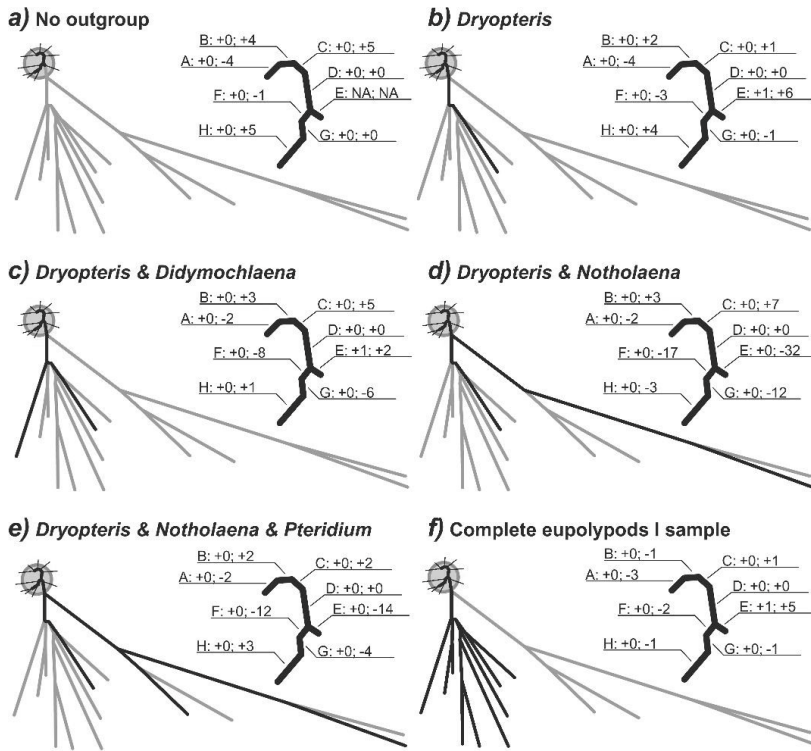 a) No outgroup
B: +0; +4
C: +0; +5
A: +0; -4
D: +0; +0
E: NA; NA
F: +0; -1
H: +0; +5
G: +0; +0
b) Dryopteris
B: +0; +2
C: +0; +1
A: +0; -4
D: +0; +0
E: +1; +6
F: +0; -3
H: +0; +4
G: +0; -1
c) Dryopteris & Didymochlaena
B: +0; +3
C: +0; +5
A: +0; -2
D: +0; +0
F: +0; -8
E: +1; +2
H: +0; +1
G: +0; -6
d) Dryopteris & Notholaena
B: +0; +3
C: +0; +7
A: +0; -2
D: +0; +0
F: +0; -17
E: +0; -32
H: +0; -3
G: +0; -12
e) Dryopteris & Notholaena & Pteridium
B: +0; +2
C: +0; +2
A: +0; -2
D: +0; +0
F: +0; -12
E: +0; -14
H: +0; +3
G: +0; -4
f) Complete eupolypods I sample
B: +0; -1
C: +0; +1
A: +0; -3
D: +0; +0
F: +0; -2
E: +1; +5
H: +0; -1
G: +0; -1